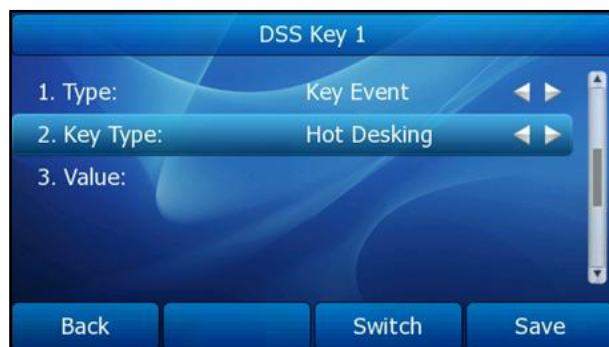 DSS Key 1
1. Type: Key Event
2. Key Type: Hot Desking
3. Value:
Back Switch Save